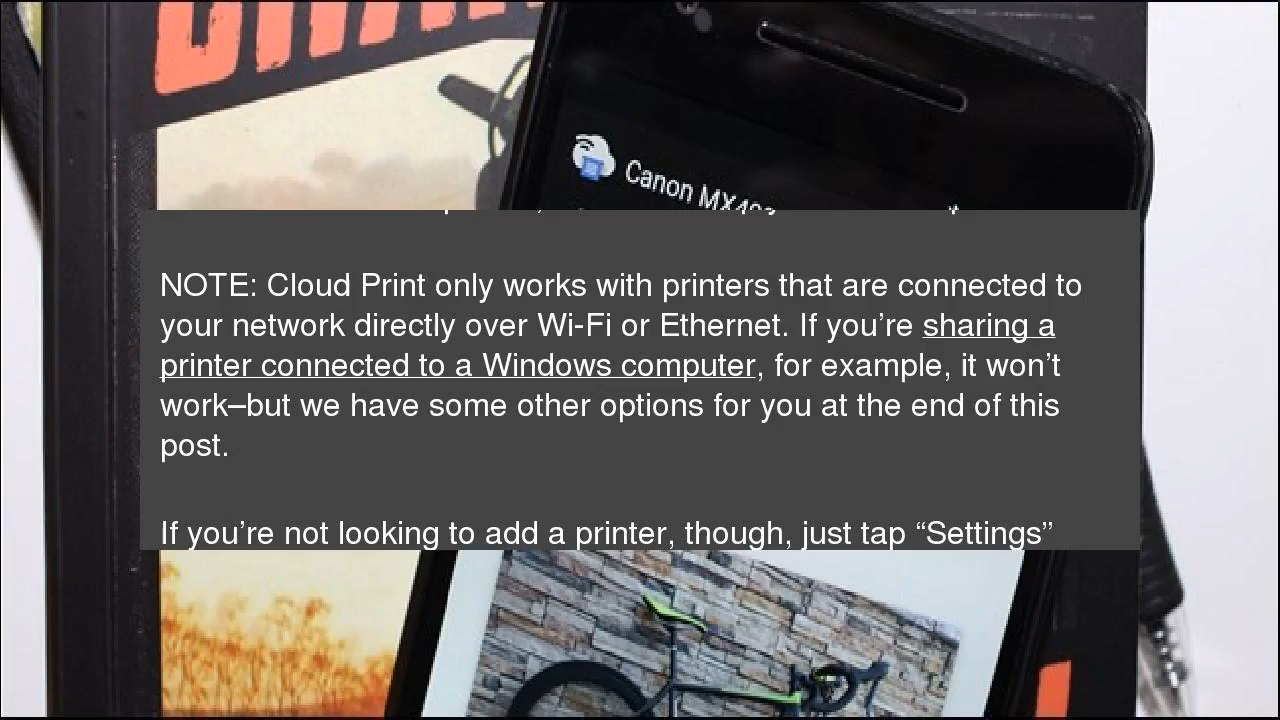 Canon
NOTE: Cloud Print only works with printers that are connected to
your network directly over Wi-Fi or Ethernet. If you’re sharing a
printer connected to a Windows computer, for example, it won’t
work–but we have some other options for you at the end of this
post.
If you’re not looking to add a printer, though, just tap “Settings”